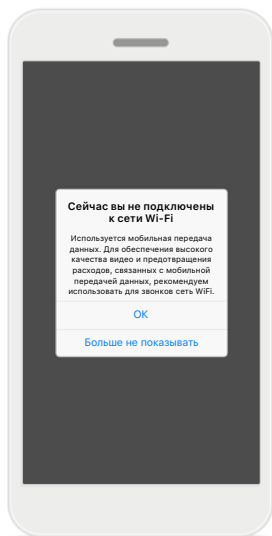 Сейчас вы не подключены
к сети Wi-Fi
Используется мобильная передача
данных. Для обеспечения высокого
качества видео и предотвращения
расходов, связанных с мобильной
передачей данных, рекомендуем
использовать для звонков сеть WiFi.
OK
Больше не показывать